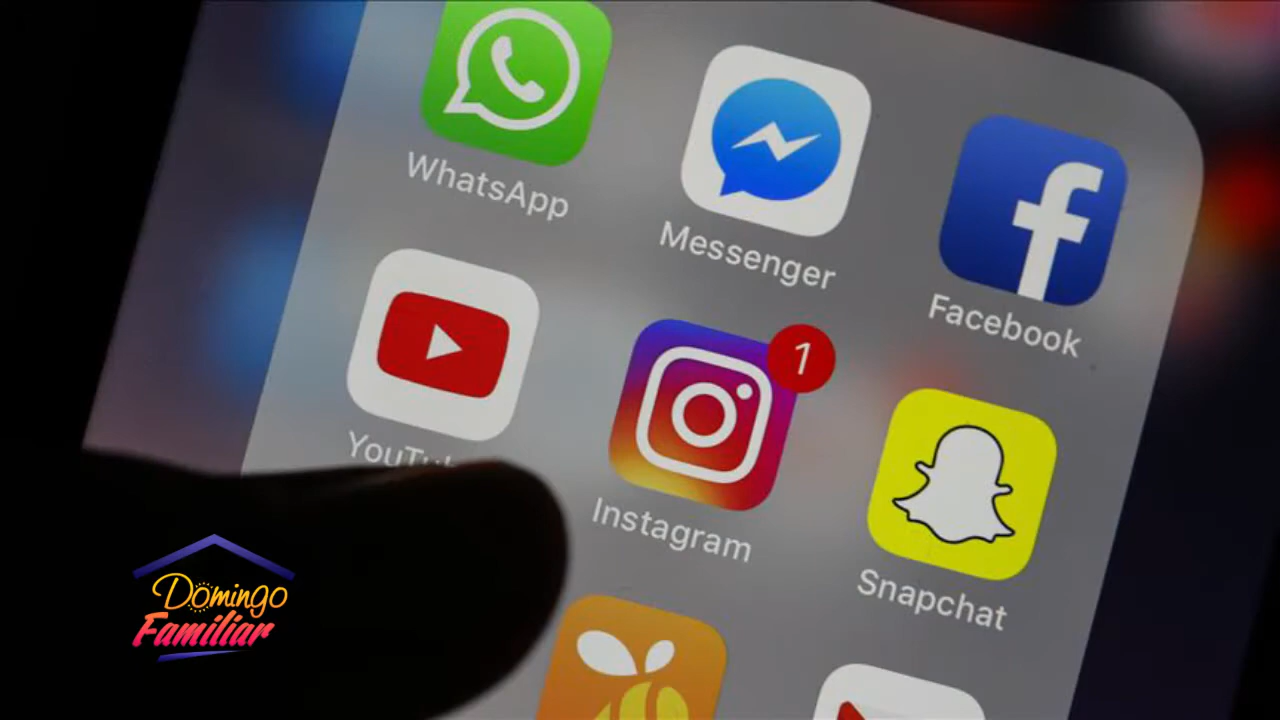 WhatsApp
Messenger
Facebook
1
Instagram
Snapchat
Domingo
Familiar